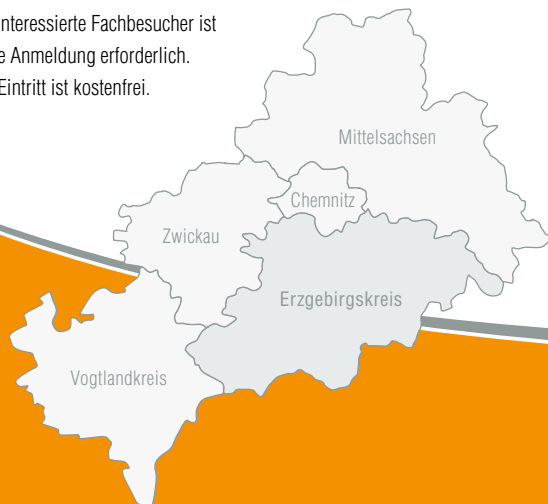 nteressierte Fachbesucher ist
e Anmeldung erforderlich.
Eintritt ist kostenfrei.
Mittelsachsen
Chemnitz
Zwickau
Erzgebirgskreis
Vogtlandkreis